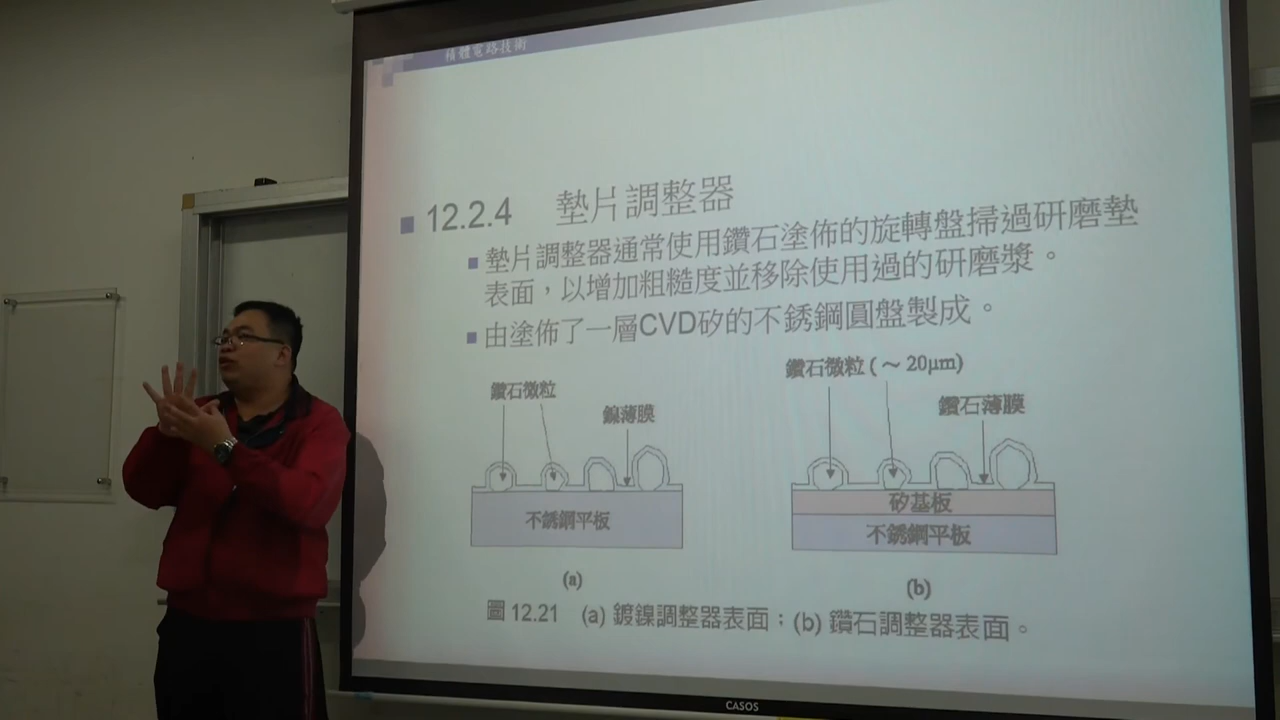 積體電路技術
12.2.4 墊片調整器
墊片調整器通常使用鑽石塗佈的旋转盤掃過研磨墊
表面，以增加粗糙度並移除使用過的研磨漿。
由塗佈了一層CVD矽的不銹鋼圓盤製成。
鑽石微粒
鎳薄膜
不銹鋼平板
(a)
鑽石微粒 ( ～ 20μm)
鑽石薄膜
矽基板
不銹鋼平板
(b)
圖 12.21 (a) 鍍鎳調整器表面；(b) 鑽石調整器表面。
CASOS